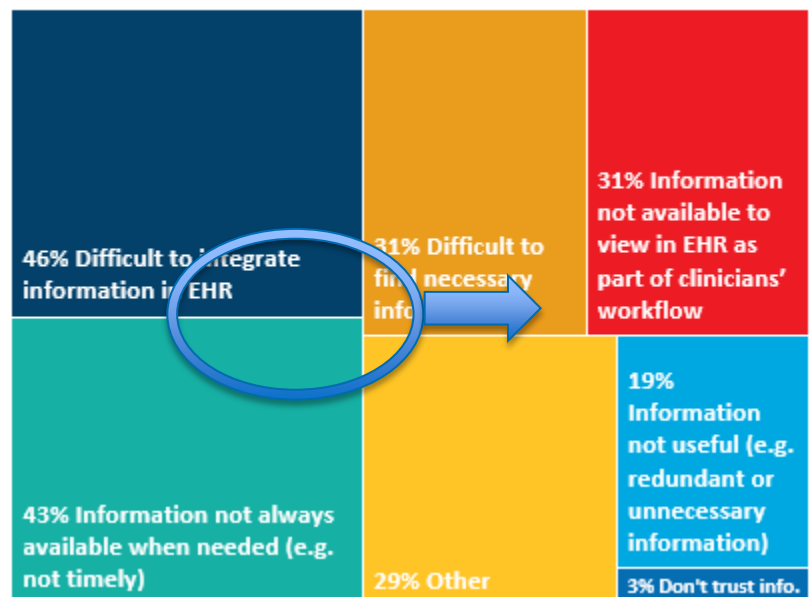 46% Difficult to integrate
information in EHR
31% Difficult to
find necessary
info
31% Information
not available to
view in EHR as
part of clinicians’
workflow
43% Information not always
available when needed (e.g.
not timely)
29% Other
19%
Information
not useful (e.g.
redundant or
unnecessary
information)
3% Don't trust info.